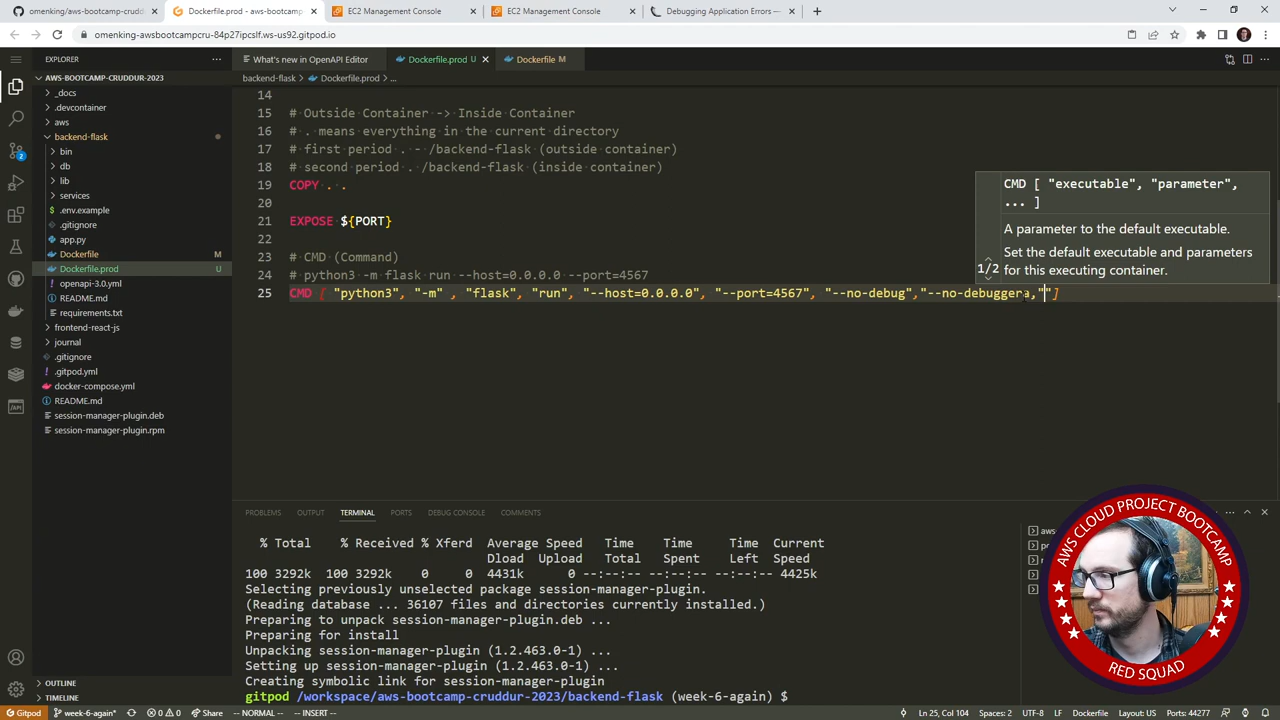 omenking/aws-bootcamp-crudd
Dockerfile.prod - aws-bootcamp
EC2 Management Console
EC2 Management Console
Debugging Application Errors —
omenking-awsbootcampcru-84p27ipcslf.ws-us92.gitpod.io
EXPLORER
What's new in OpenAPI Editor
Dockerfile.prod U
Dockerfile M
AWS-BOOTCAMP-CRUDDUR-2023
backend-flask > Dockerfile.prod > ...
_docs
.devcontainer
aws
backend-flask
bin
db
lib
services
.env.example
.gitignore
app.py
Dockerfile M
Dockerfile.prod U
openapi-3.0.yml
README.md
requirements.txt
frontend-react-js
journal
.gitignore
.gitpod.yml
docker-compose.yml
README.md
session-manager-plugin.deb
session-manager-plugin.rpm
OUTLINE
TIMELINE
14
15 # Outside Container -> Inside Container
16 # . means everything in the current directory
17 # first period . - /backend-flask (outside container)
18 # second period . /backend-flask (inside container)
19 COPY . .
20
21 EXPOSE ${PORT}
22
23 # CMD (Command)
24 # python3 -m flask run --host=0.0.0.0 --port=4567
25 CMD [ "python3", "-m" , "flask", "run", "--host=0.0.0.0", "--port=4567", "--no-debug","--no-debuggera,""]
CMD [ "executable", "parameter",
... ]
A parameter to the default executable.
Set the default executable and parameters
1/2 for this executing container.
PROBLEMS OUTPUT TERMINAL PORTS DEBUG CONSOLE COMMENTS
% Total % Received % Xferd Average Speed Time Time Time Current
Dload Upload Total Spent Left Speed
100 3292k 100 3292k 0 0 4431k 0 --:--:-- --:--:-- --:--:-- 4425k
Selecting previously unselected package session-manager-plugin.
(Reading database ... 36107 files and directories currently installed.)
Preparing to unpack session-manager-plugin.deb ...
Preparing for install
Unpacking session-manager-plugin (1.2.463.0-1) ...
Setting up session-manager-plugin (1.2.463.0-1) ...
Creating symbolic link for session-manager-plugin
gitpod /workspace/aws-bootcamp-cruddur-2023/backend-flask (week-6-again) $
AWS CLOUD PROJECT BOOTCAMP
RED SQUAD
Gitpod week-6-again* 0 0 Share -- NORMAL -- -- INSERT -- Ln 25, Col 104 Spaces: 2 UTF-8 LF Dockerfile Layout: US Ports: 44277